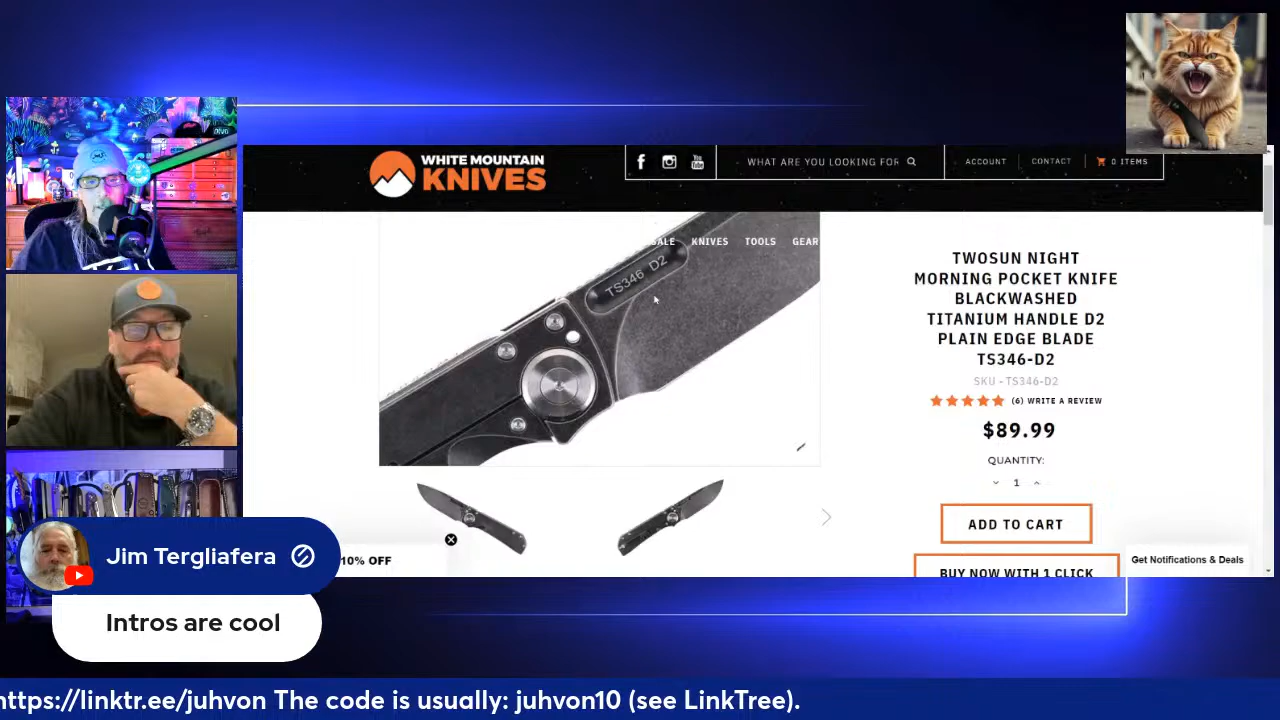 WHITE MOUNTAIN
KNIVES
WHAT ARE YOU LOOKING FOR
ACCOUNT
CONTACT
0 ITEMS
SALE
KNIVES
TOOLS
GEAR
TS346 D2
TWOSUN NIGHT
MORNING POCKET KNIFE
BLACKWASHED
TITANIUM HANDLE D2
PLAIN EDGE BLADE
TS346-D2
SKU - TS346-D2
(6) WRITE A REVIEW
$89.99
QUANTITY:
1
ADD TO CART
BUY NOW WITH 1 CLICK
10% OFF
Get Notifications & Deals
Jim Tergliafera
Intros are cool
https://linktr.ee/juhvon The code is usually: juhvon10 (see LinkTree).